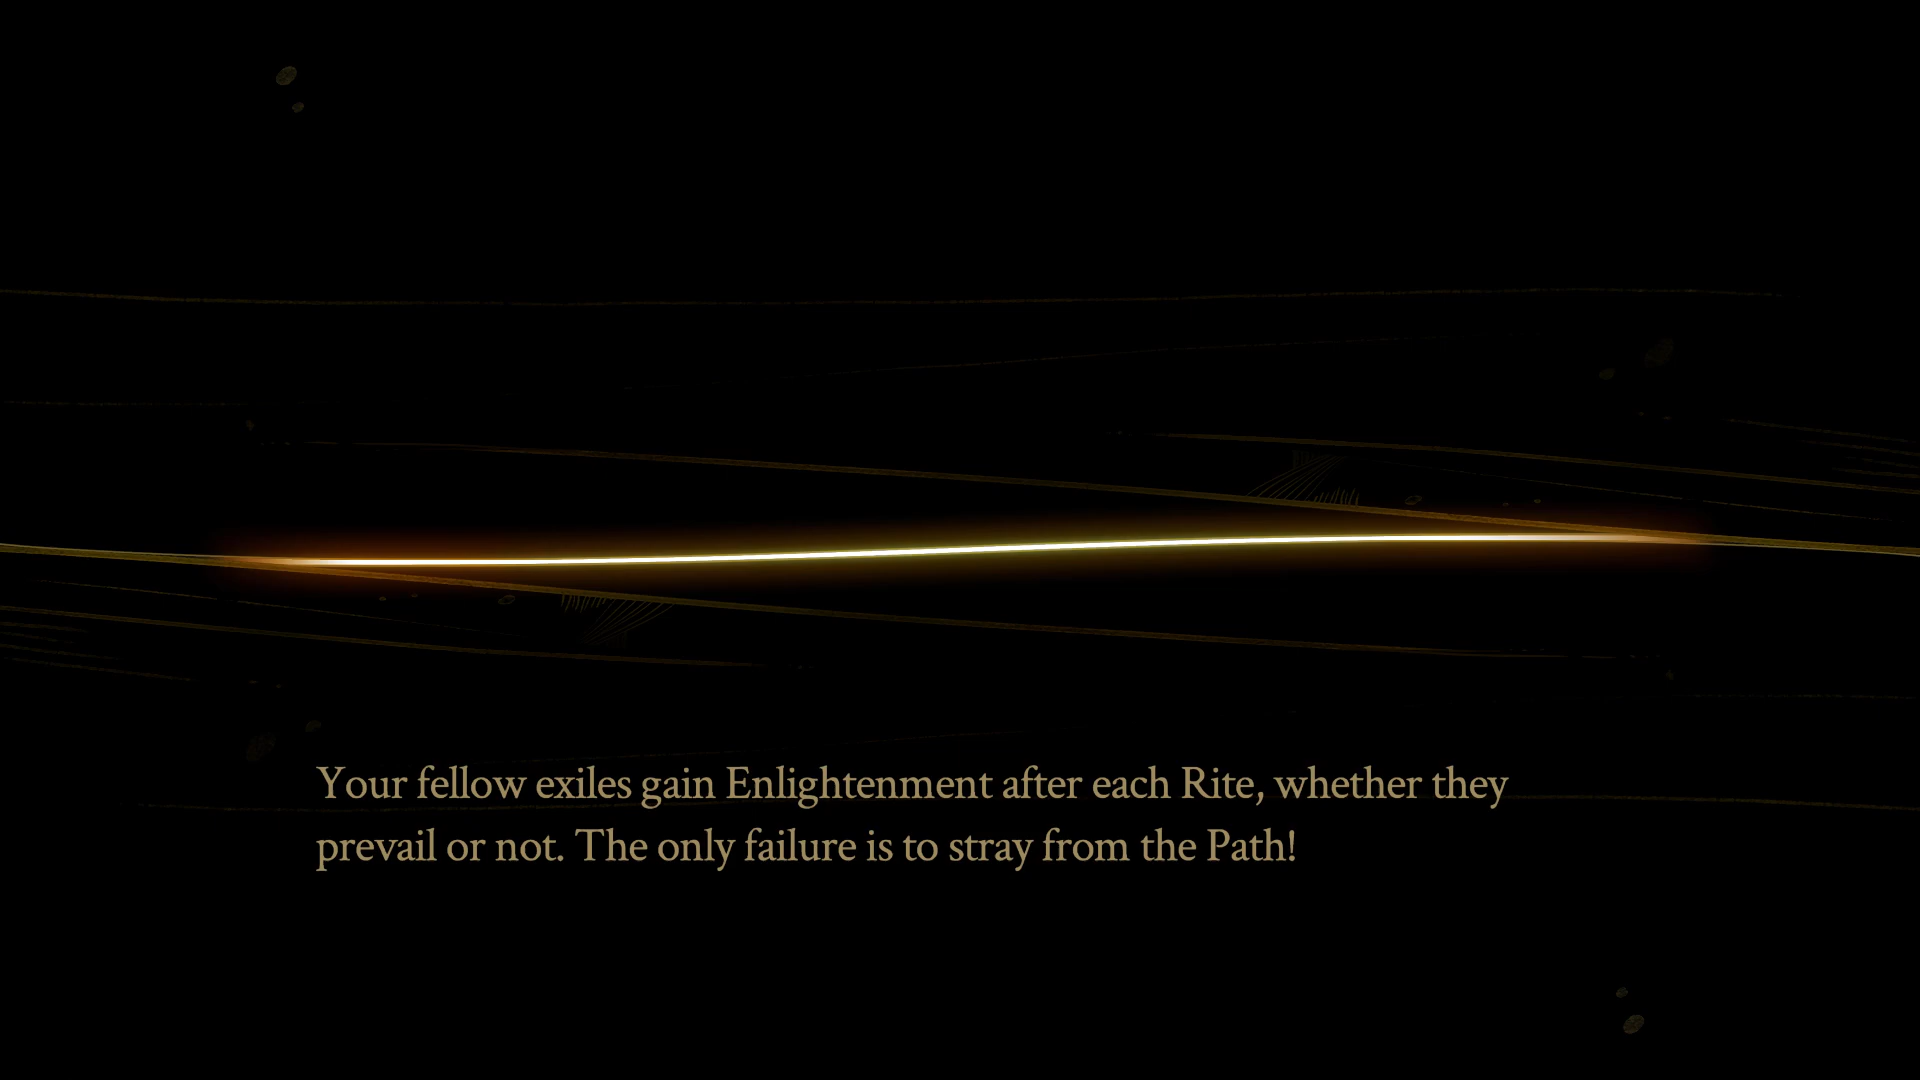 Your fellow exiles gain Enlightenment after each Rite, whether they
prevail or not. The only failure is to stray from the Path!